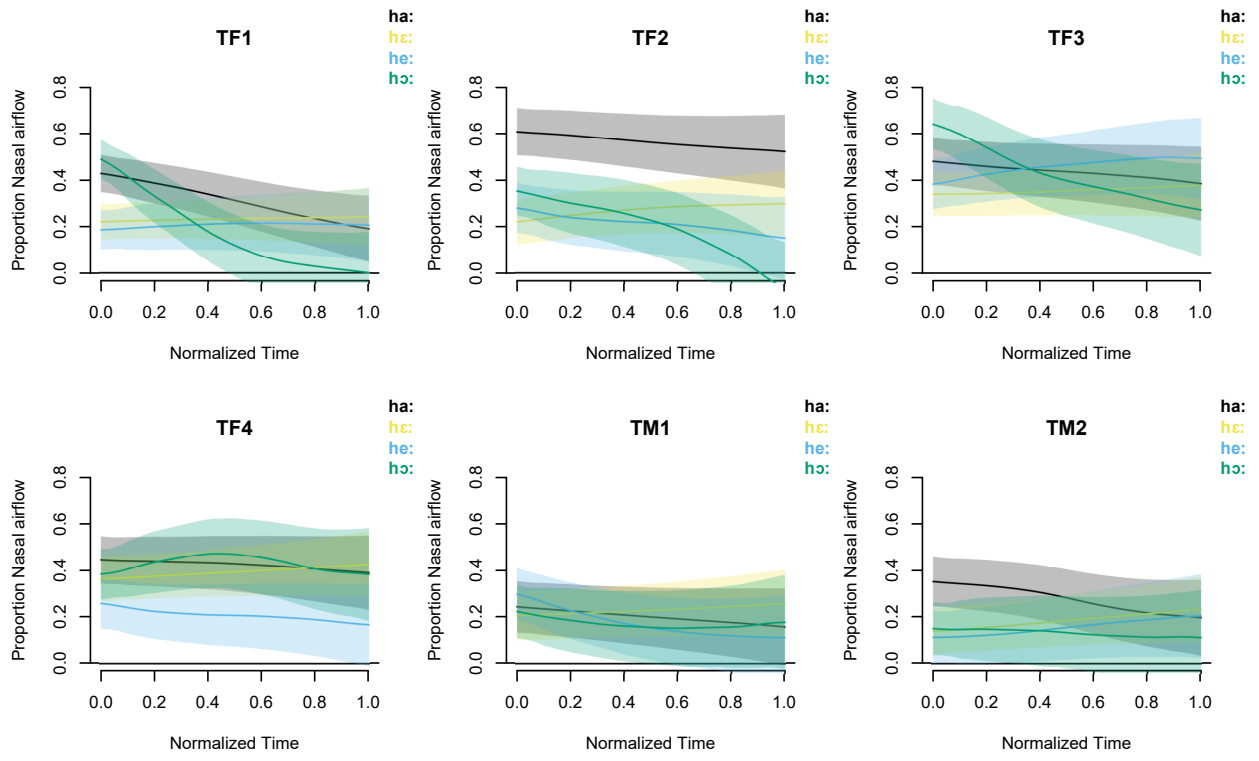 TF1
ha:
hɛ:
he:
hɔ:
Proportion Nasal airflow
0.0 0.2 0.4 0.6 0.8
0.0 0.2 0.4 0.6 0.8 1.0
Normalized Time
TF2
ha:
hɛ:
he:
hɔ:
Proportion Nasal airflow
0.0 0.2 0.4 0.6 0.8
0.0 0.2 0.4 0.6 0.8 1.0
Normalized Time
TF3
ha:
hɛ:
he:
hɔ:
Proportion Nasal airflow
0.0 0.2 0.4 0.6 0.8
0.0 0.2 0.4 0.6 0.8 1.0
Normalized Time
TF4
ha:
hɛ:
he:
hɔ:
Proportion Nasal airflow
0.0 0.2 0.4 0.6 0.8
0.0 0.2 0.4 0.6 0.8 1.0
Normalized Time
TM1
ha:
hɛ:
he:
hɔ:
Proportion Nasal airflow
0.0 0.2 0.4 0.6 0.8
0.0 0.2 0.4 0.6 0.8 1.0
Normalized Time
TM2
ha:
hɛ:
he:
hɔ:
Proportion Nasal airflow
0.0 0.2 0.4 0.6 0.8
0.0 0.2 0.4 0.6 0.8 1.0
Normalized Time